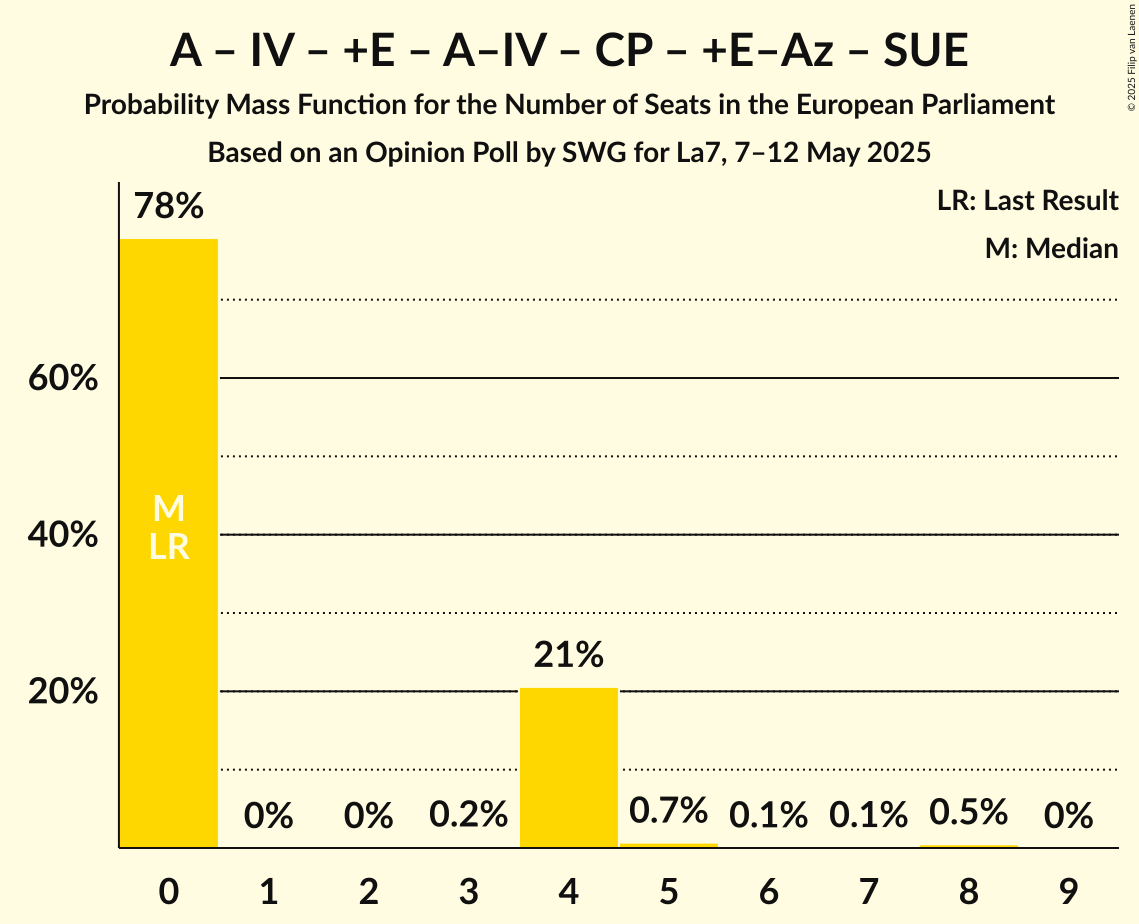 A – IV – +E – A–IV – CP – +E–Az – SUE
Probability Mass Function for the Number of Seats in the European Parliament
Based on an Opinion Poll by SWG for La7, 7–12 May 2025
© 2025 Filip van Laenen
LR: Last Result
M: Median
78%
60%
40%
20%
M
LR
0%
0%
0.2%
21%
0.7%
0.1%
0.1%
0.5%
0%
0
1
2
3
4
5
6
7
8
9